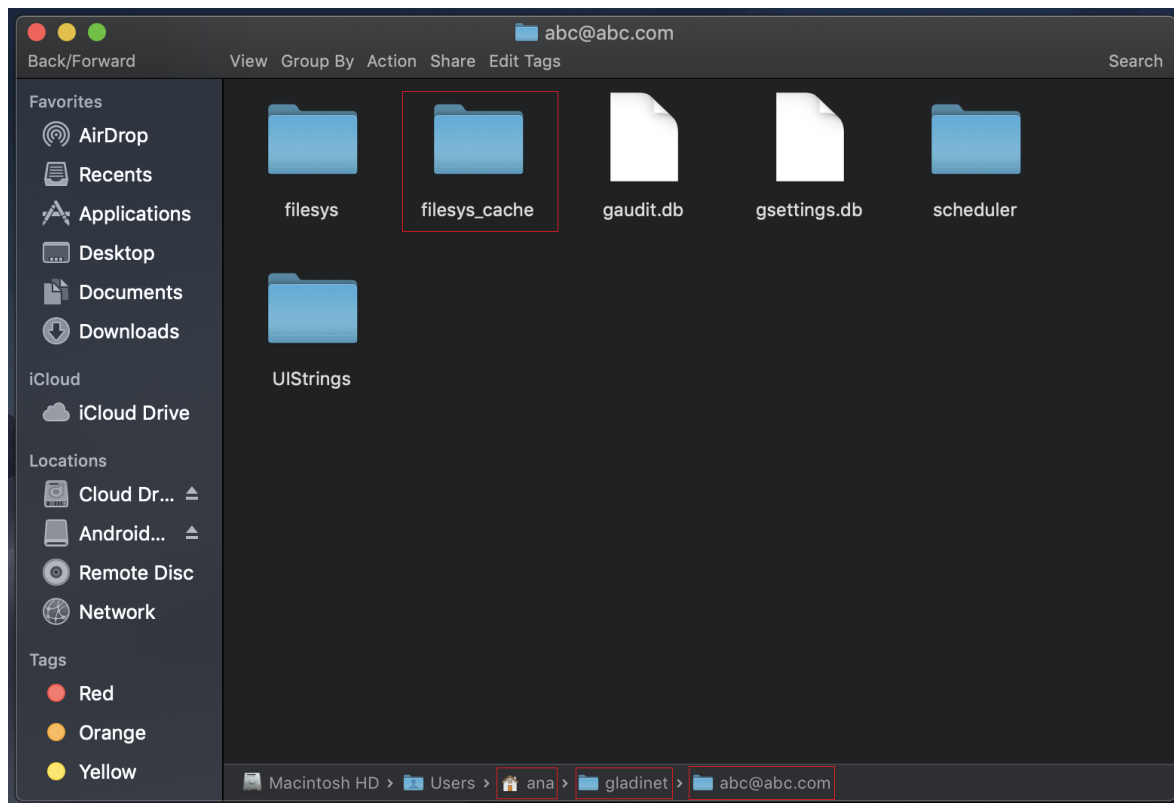 abc@abc.com
Back/Forward View Group By Action Share Edit Tags Search
Favorites
AirDrop
Recents
Applications
Desktop
Documents
Downloads
iCloud
iCloud Drive
Locations
Cloud Dr...
Android...
Remote Disc
Network
Tags
Red
Orange
Yellow
filesys filesys_cache gaudit.db gsettings.db scheduler
UIStrings
Macintosh HD › Users › ana › gladinet › abc@abc.com